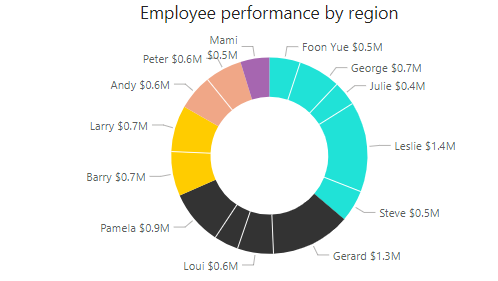 Employee performance by region
Mami
$0.5M
Foon Yue $0.5M
George $0.7M
Julie $0.4M
Leslie $1.4M
Steve $0.5M
Gerard $1.3M
Loui $0.6M
Pamela $0.9M
Barry $0.7M
Larry $0.7M
Andy $0.6M
Peter $0.6M